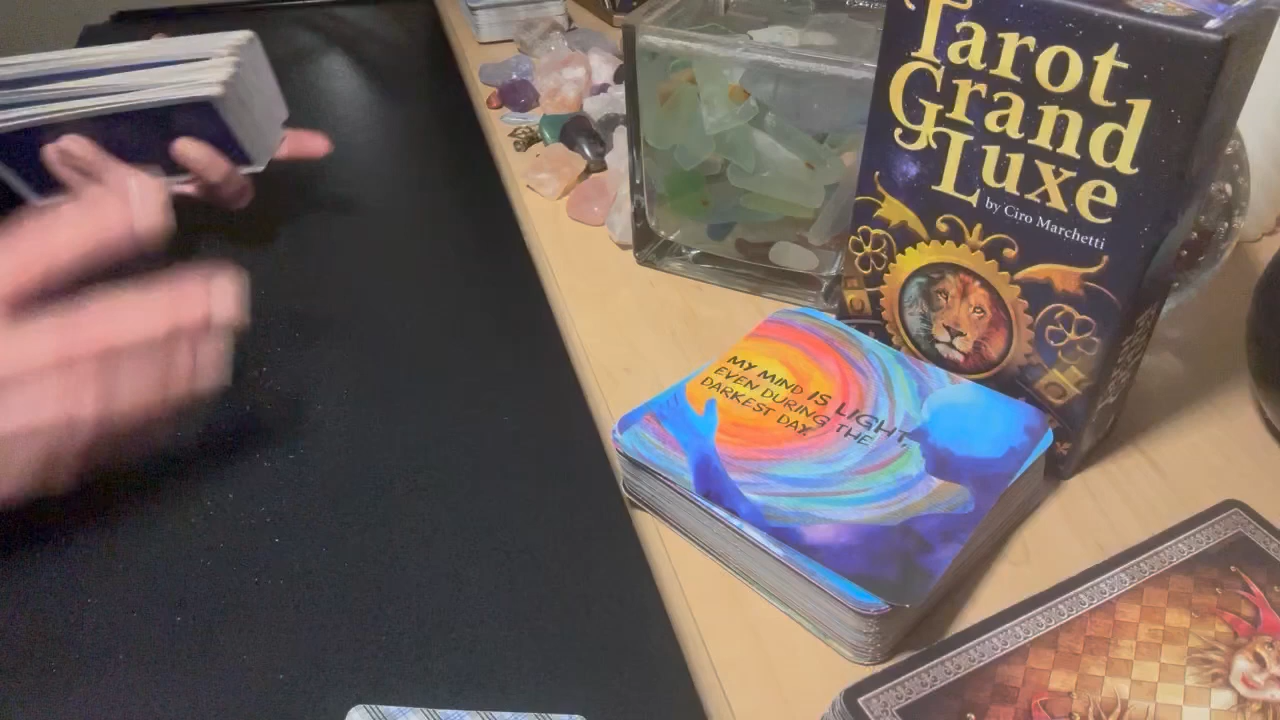 Tarot
Grand
Luxe
by Ciro Marchetti
MY MIND IS LIGHT,
EVEN DURING THE
DARKEST DAY.